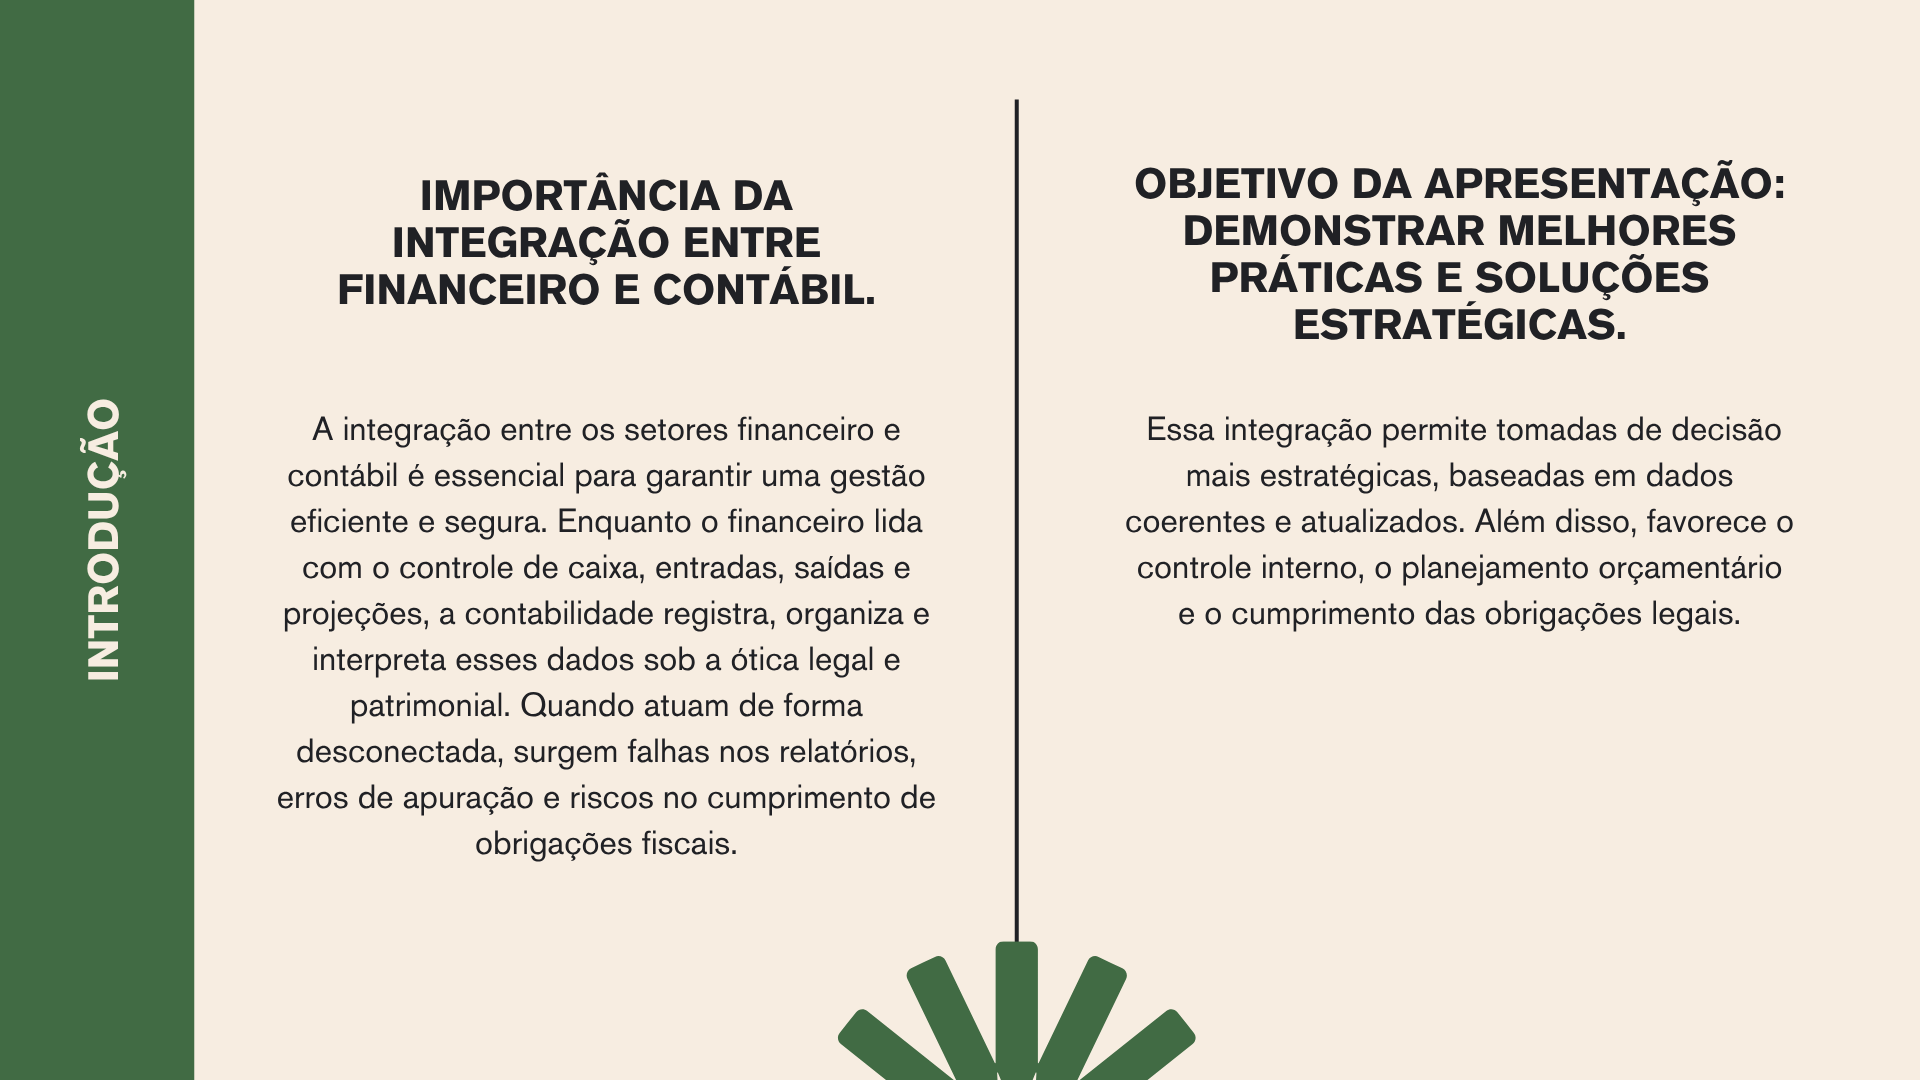 INTRODUÇÃO
IMPORTÂNCIA DA
INTEGRAÇÃO ENTRE
FINANCEIRO E CONTÁBIL.
A integração entre os setores financeiro e
contábil é essencial para garantir uma gestão
eficiente e segura. Enquanto o financeiro lida
com o controle de caixa, entradas, saídas e
projeções, a contabilidade registra, organiza e
interpreta esses dados sob a ótica legal e
patrimonial. Quando atuam de forma
desconectada, surgem falhas nos relatórios,
erros de apuração e riscos no cumprimento de
obrigações fiscais.
OBJETIVO DA APRESENTAÇÃO:
DEMONSTRAR MELHORES
PRÁTICAS E SOLUÇÕES
ESTRATÉGICAS.
Essa integração permite tomadas de decisão
mais estratégicas, baseadas em dados
coerentes e atualizados. Além disso, favorece o
controle interno, o planejamento orçamentário
e o cumprimento das obrigações legais.